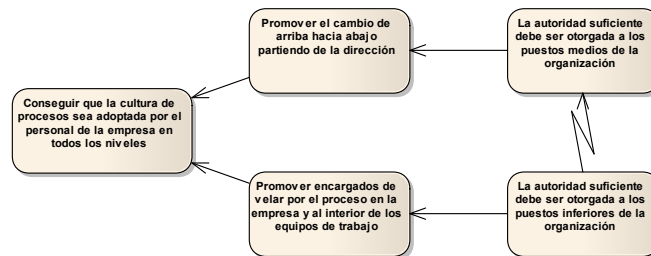 Promover el cambio de
arriba hacia abajo
partiendo de la dirección
La autoridad suficiente
debe ser otorgada a los
puestos medios de la
organización
Conseguir que la cultura de
procesos sea adoptada por el
personal de la empresa en
todos los niveles
Promover encargados de
velar por el proceso en la
empresa y al interior de los
equipos de trabajo
La autoridad suficiente
debe ser otorgada a los
puestos inferiores de la
organización